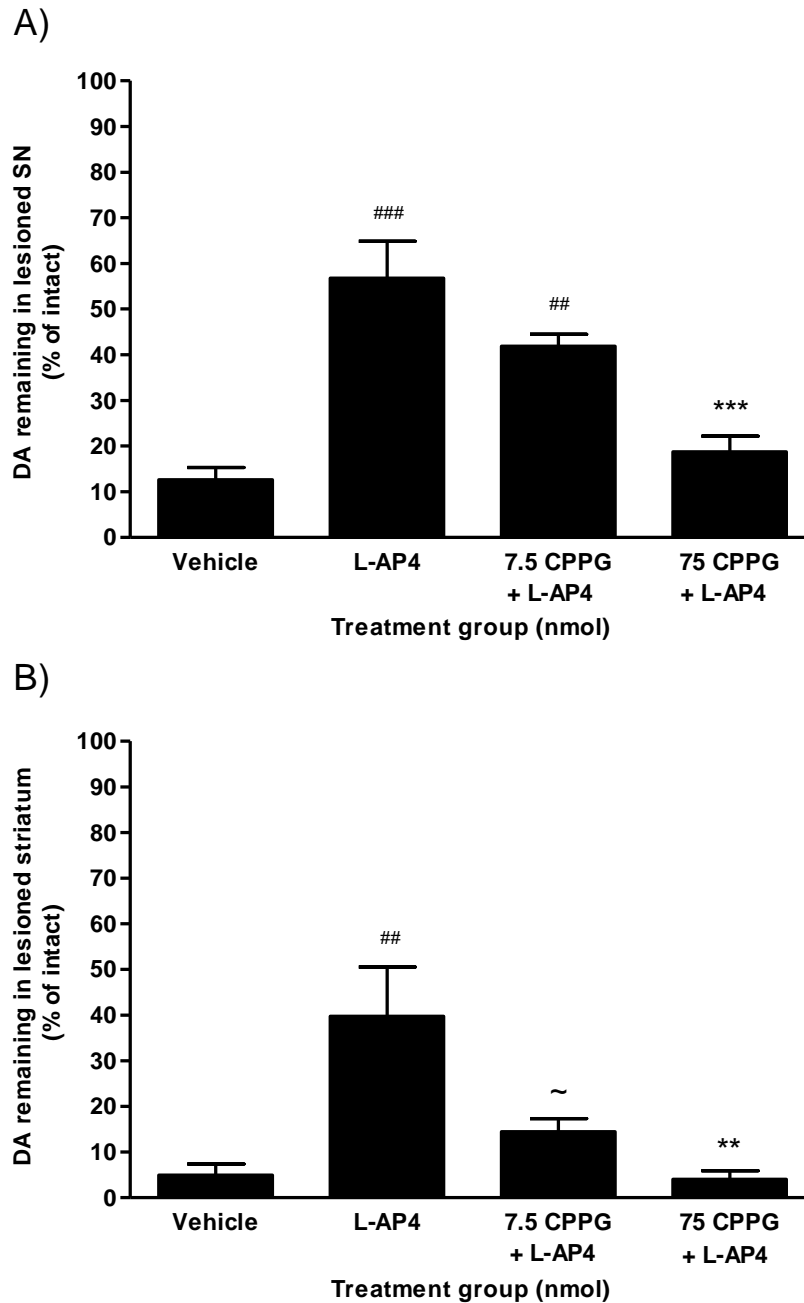 A)
DA remaining in lesioned SN
(% of intact)
100
90
80
70
60
50
40
30
20
10
0
###
##
***
Vehicle
L-AP4
7.5 CPPG
+ L-AP4
75 CPPG
+ L-AP4
Treatment group (nmol)
B)
DA remaining in lesioned striatum
(% of intact)
100
90
80
70
60
50
40
30
20
10
0
##
~
**
Vehicle
L-AP4
7.5 CPPG
+ L-AP4
75 CPPG
+ L-AP4
Treatment group (nmol)